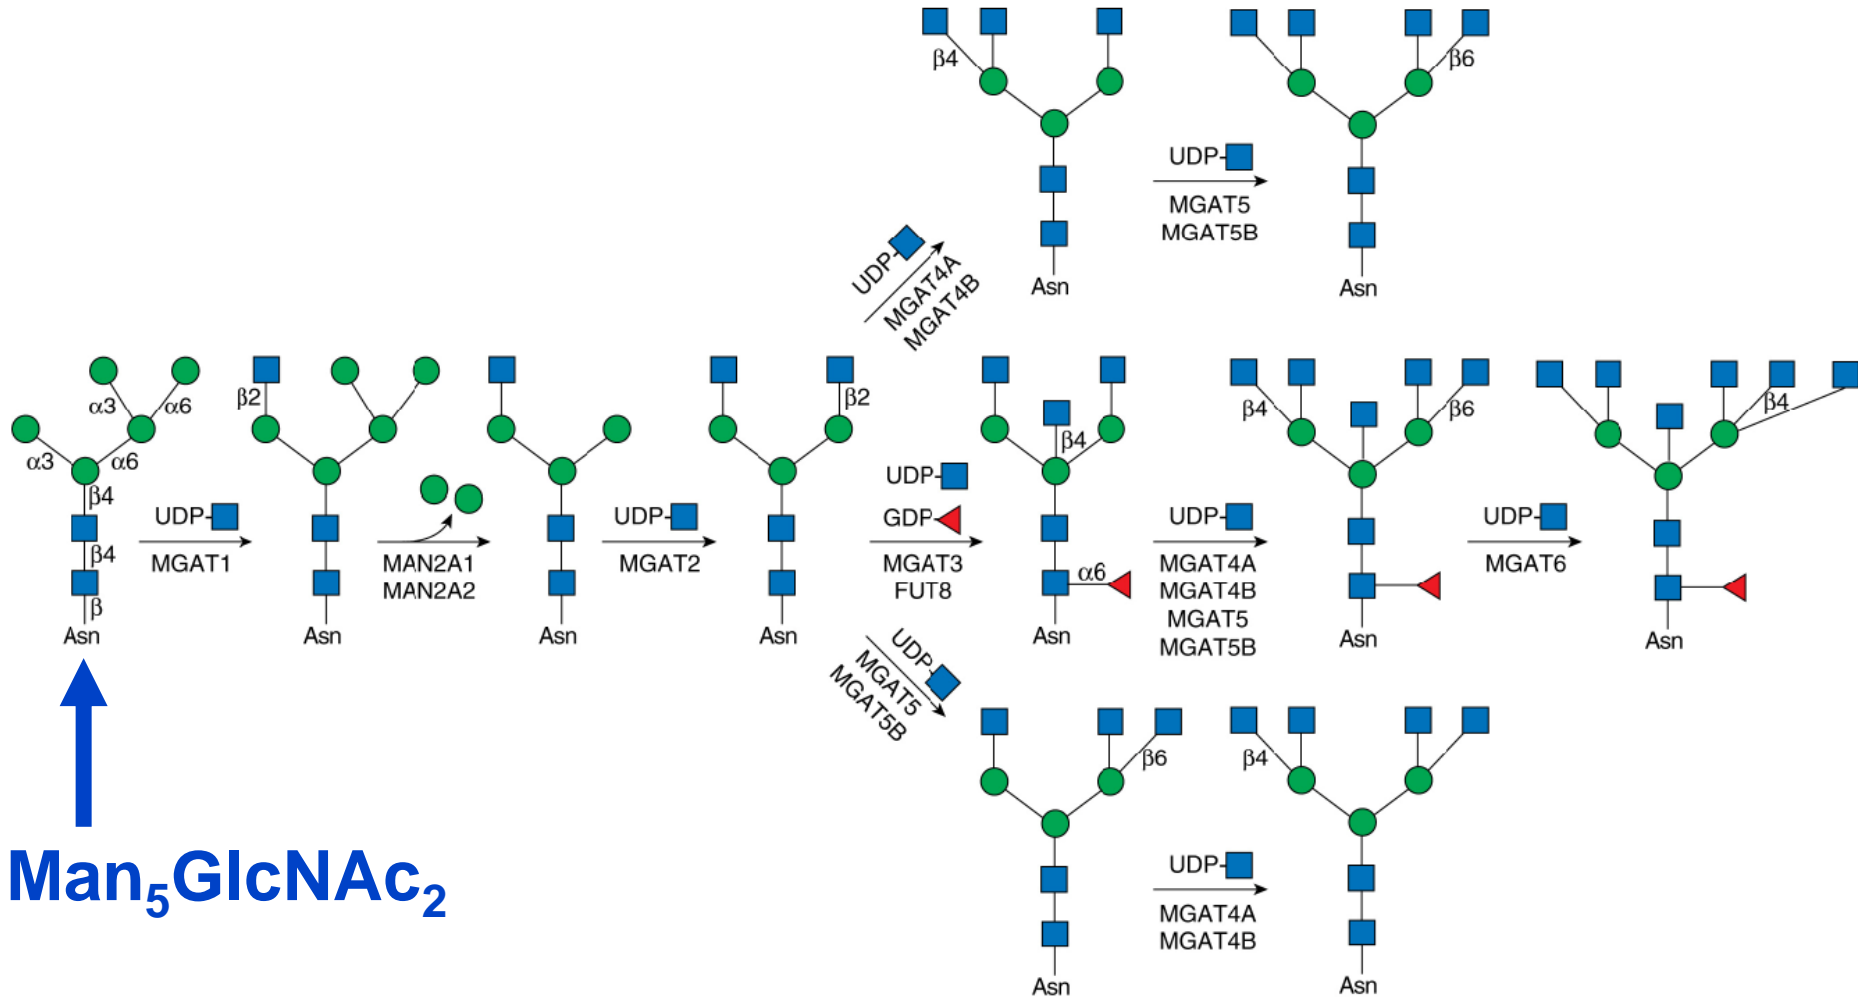 β4
β6
UDP-
MGAT5
MGAT5B
UDP-
MGAT4A
MGAT4B
Asn
Asn
α3
α6
α3
α6
β4
β4
β
Asn
UDP-
MGAT1
β2
Asn
MAN2A1
MAN2A2
Asn
UDP-
MGAT2
β2
Asn
UDP-
GDP-
MGAT3
FUT8
β4
α6
Asn
UDP-
MGAT4A
MGAT4B
MGAT5
MGAT5B
β4
β6
Asn
UDP-
MGAT6
β4
Asn
UDP-
MGAT5
MGAT5B
β6
Asn
UDP-
MGAT4A
MGAT4B
β4
Asn
Man₅GlcNAc₂